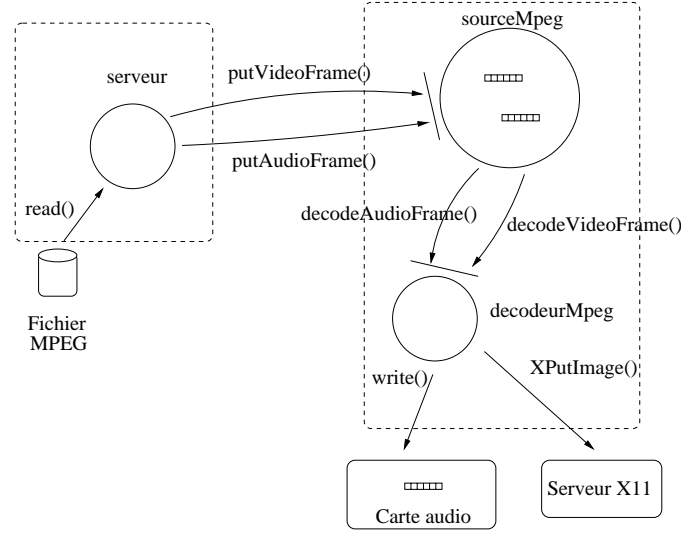 sourceMpeg
serveur
putVideoFrame()
putAudioFrame()
read()
decodeAudioFrame()
decodeVideoFrame()
Fichier
MPEG
decodeurMpeg
write()
XPutImage()
Serveur X11
Carte audio